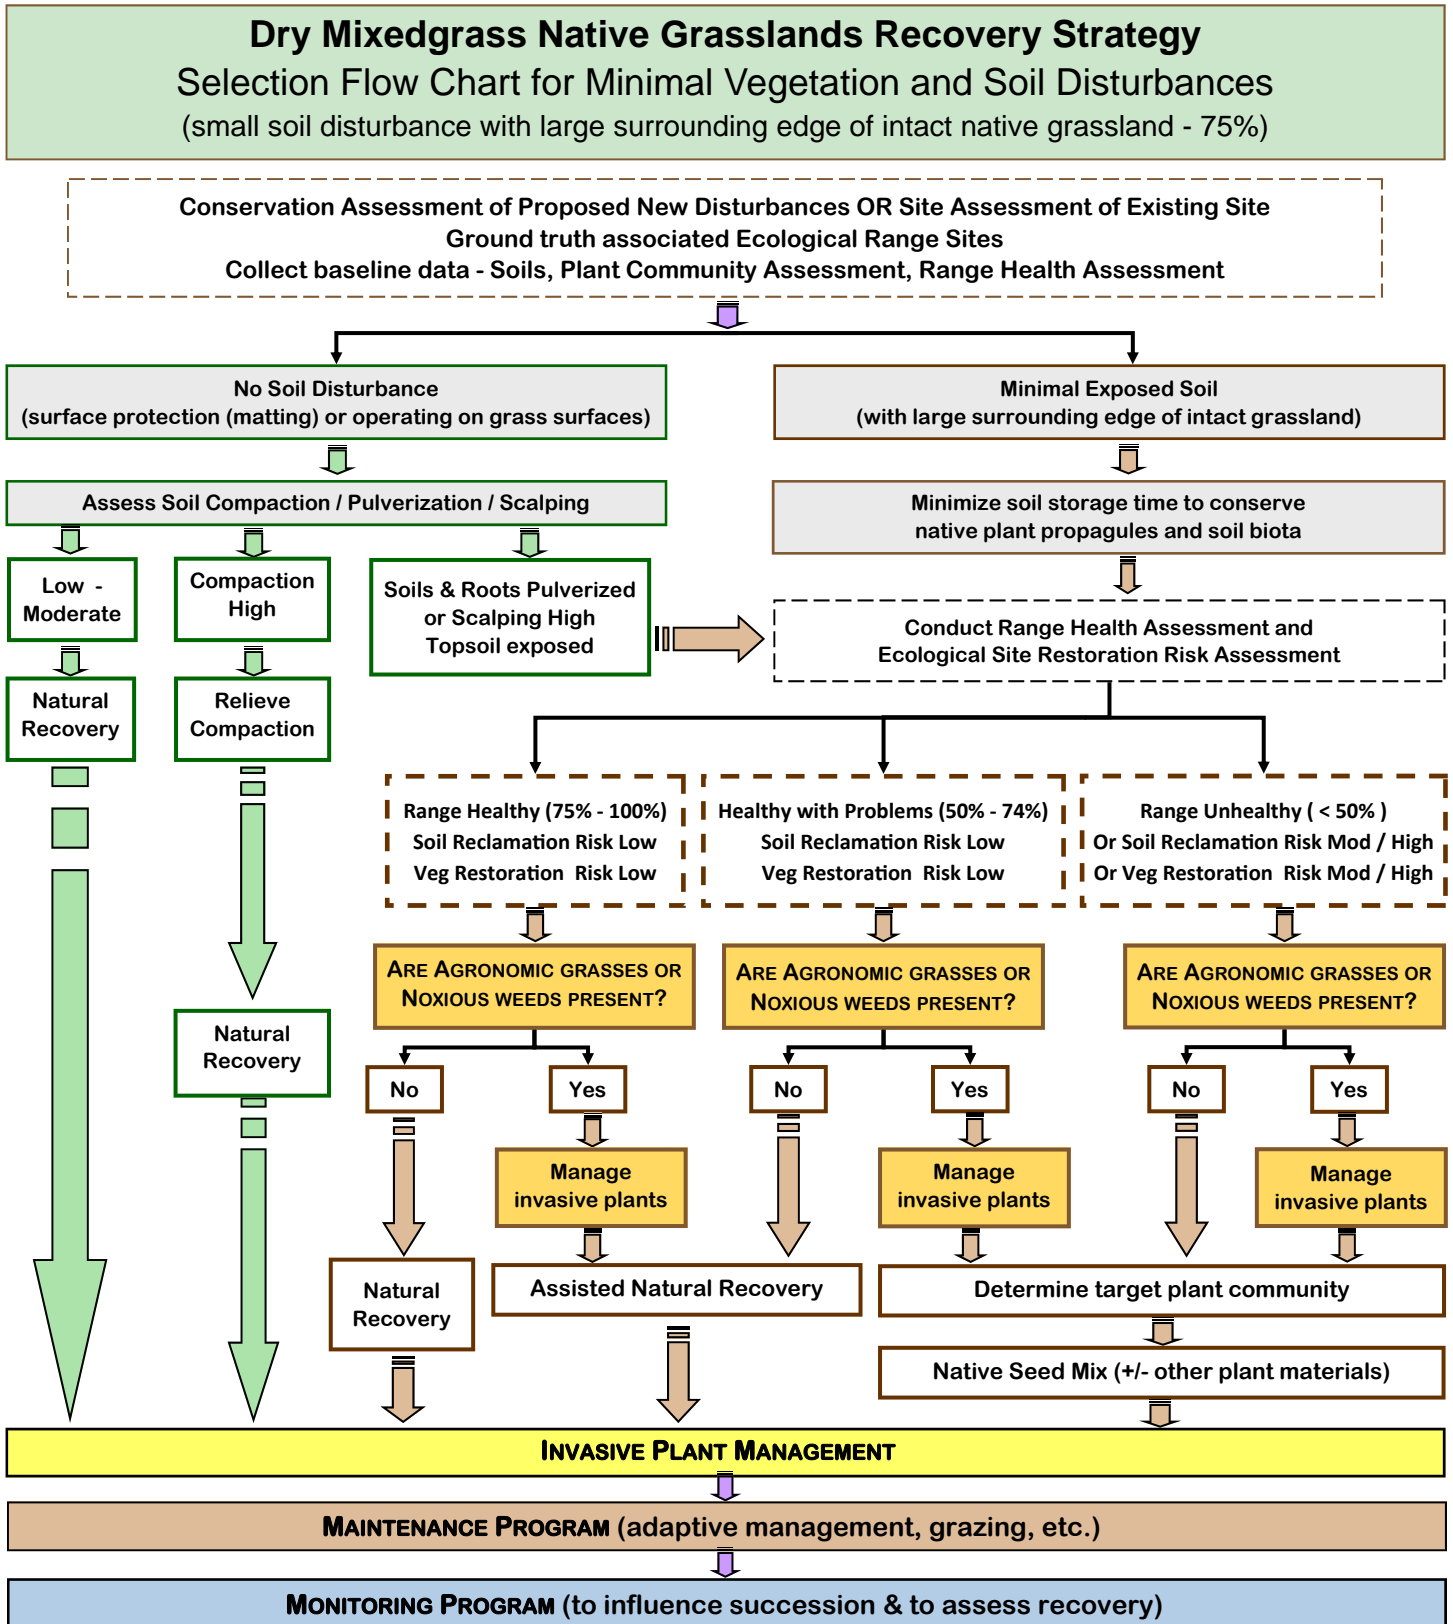 Dry Mixedgrass Native Grasslands Recovery Strategy
Selection Flow Chart for Minimal Vegetation and Soil Disturbances
(small soil disturbance with large surrounding edge of intact native grassland - 75%)
Conservation Assessment of Proposed New Disturbances OR Site Assessment of Existing Site
Ground truth associated Ecological Range Sites
Collect baseline data - Soils, Plant Community Assessment, Range Health Assessment
No Soil Disturbance
(surface protection (matting) or operating on grass surfaces)
Minimal Exposed Soil
(with large surrounding edge of intact grassland)
Assess Soil Compaction / Pulverization / Scalping
Minimize soil storage time to conserve
native plant propagules and soil biota
Low -
Moderate
Compaction
High
Soils & Roots Pulverized
or Scalping High
Topsoil exposed
Conduct Range Health Assessment and
Ecological Site Restoration Risk Assessment
Natural
Recovery
Relieve
Compaction
Range Healthy (75% - 100%)
Soil Reclamation Risk Low
Veg Restoration Risk Low
Healthy with Problems (50% - 74%)
Soil Reclamation Risk Low
Veg Restoration Risk Low
Range Unhealthy ( < 50% )
Or Soil Reclamation Risk Mod / High
Or Veg Restoration Risk Mod / High
ARE AGRONOMIC GRASSES OR
NOXIOUS WEEDS PRESENT?
ARE AGRONOMIC GRASSES OR
NOXIOUS WEEDS PRESENT?
ARE AGRONOMIC GRASSES OR
NOXIOUS WEEDS PRESENT?
Natural
Recovery
No
Yes
No
Yes
No
Yes
Manage
invasive plants
Manage
invasive plants
Manage
invasive plants
Natural
Recovery
Assisted Natural Recovery
Determine target plant community
Native Seed Mix (+/- other plant materials)
INVASIVE PLANT MANAGEMENT
MAINTENANCE PROGRAM (adaptive management, grazing, etc.)
MONITORING PROGRAM (to influence succession & to assess recovery)